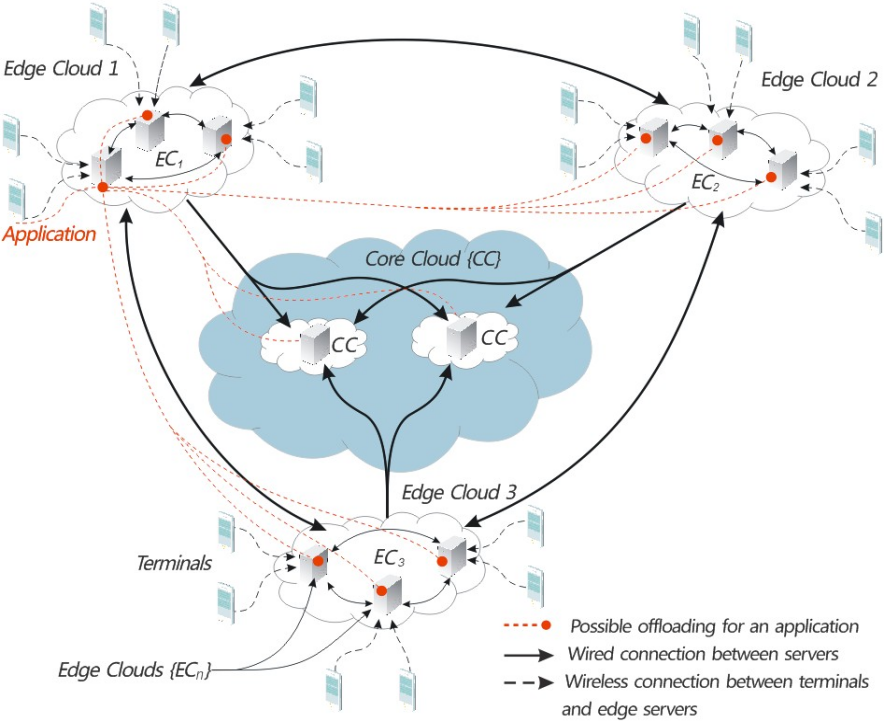 Edge Cloud 1
Edge Cloud 2
EC₁
EC₂
Application
Core Cloud {CC}
CC
CC
Edge Cloud 3
Terminals
EC₃
Edge Clouds {ECₙ}
Possible offloading for an application
Wired connection between servers
Wireless connection between terminals
and edge servers